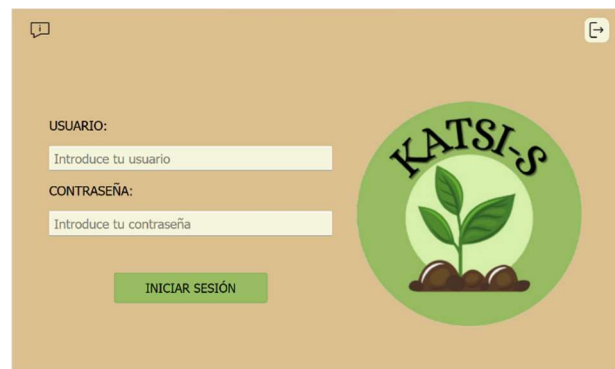 USUARIO:
Introduce tu usuario
CONTRASEÑA:
Introduce tu contraseña
INICIAR SESIÓN
KATSI-S